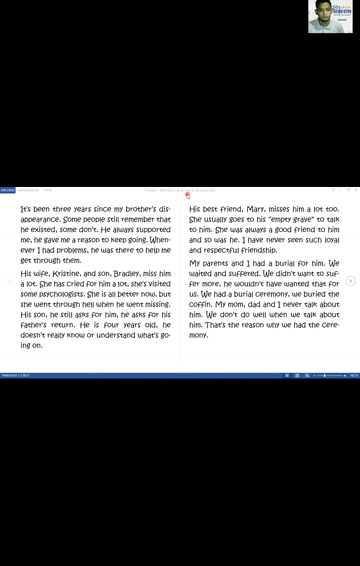 It's been three years since my brother's dis-
appearance. Some people still remember that
he existed, some don't. He always supported
me, he gave me a reason to keep going. When-
ever I had problems, he was there to help me
get through them.
His wife, Kristine, and son, Bradley, miss him
a lot. She has cried for him a lot, she's visited
some psychologists. She is all better now, but
she went through hell when he went missing.
His son, he still asks for him, he asks for his
father's return. He is four years old, he
doesn't really know or understand what's go-
ing on.
His best friend, Mary, misses him a lot too.
She usually goes to his "empty grave" to talk
to him. She was always a good friend to him
and so was he. I have never seen such loyal
and respectful friendship.
My parents and I had a burial for him. We
waited and suffered. We didn't want to suf-
fer more, he wouldn't have wanted that for
us. We had a burial ceremony, we buried the
coffin. My mom, dad and I never talk about
him. We don't do well when we talk about
him. That's the reason why we had the cere-
mony.